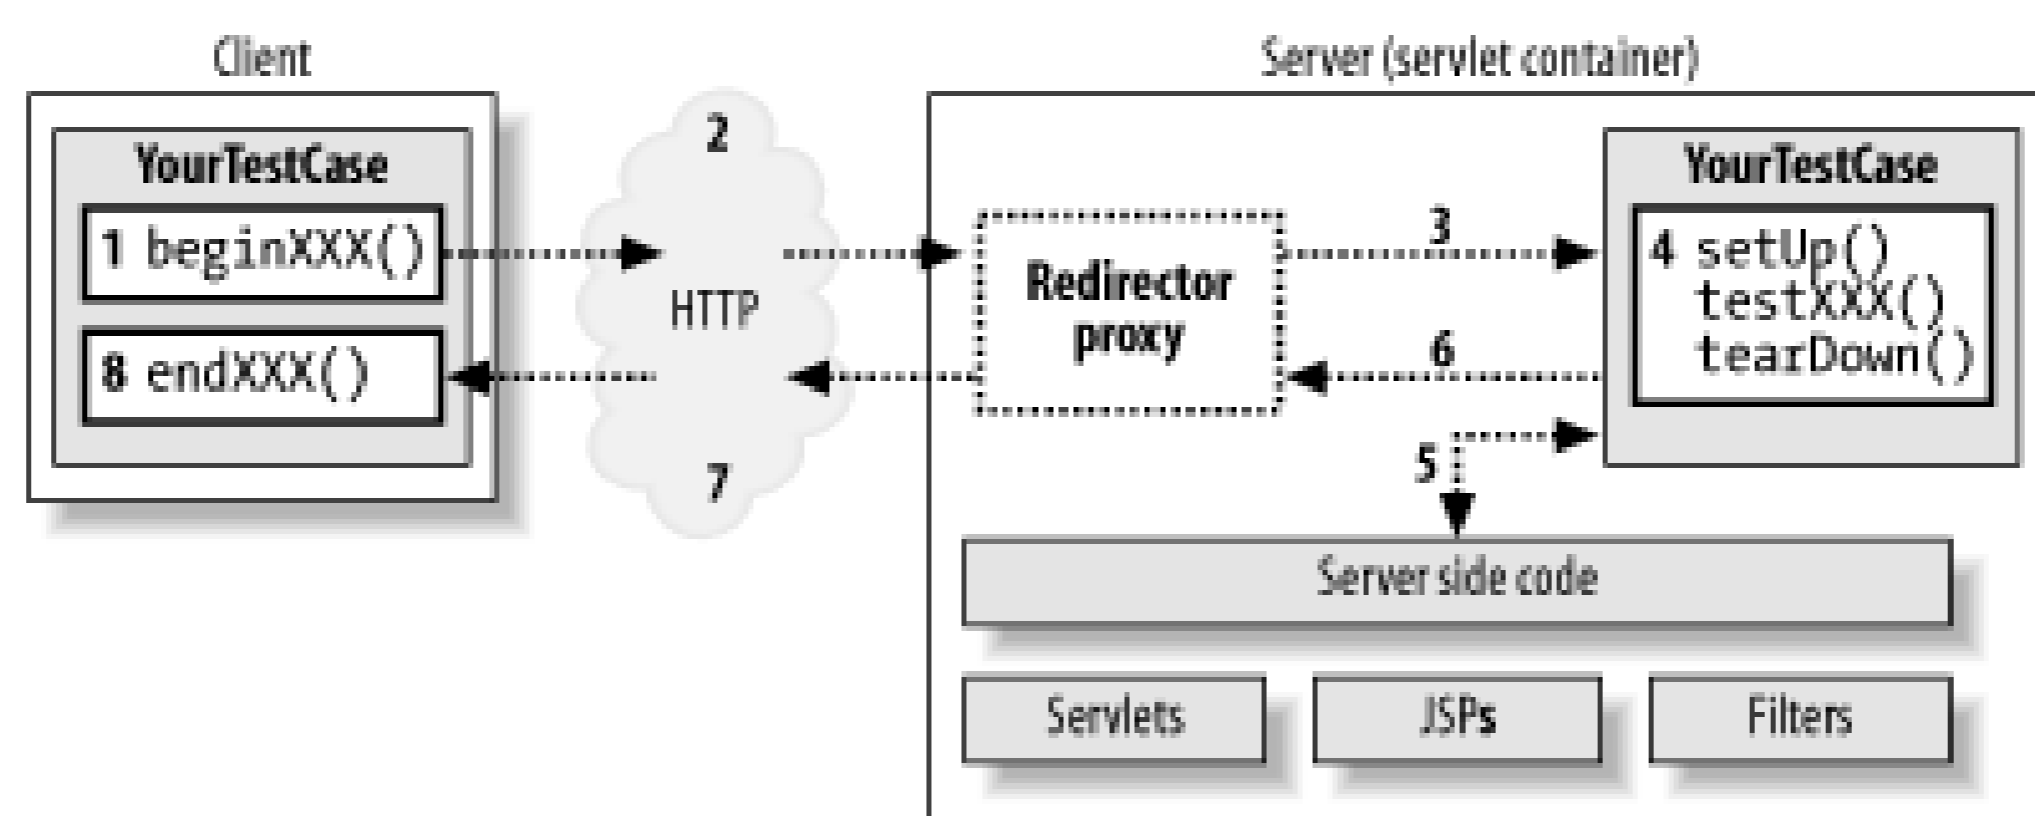 Client
Server (servlet container)
YourTestCase
1 beginXXX()
8 endXXX()
2
HTTP
7
Redirector
proxy
3
6
5
YourTestCase
4 setUp()
testXXX()
tearDown()
Server side code
Servlets
JSPs
Filters